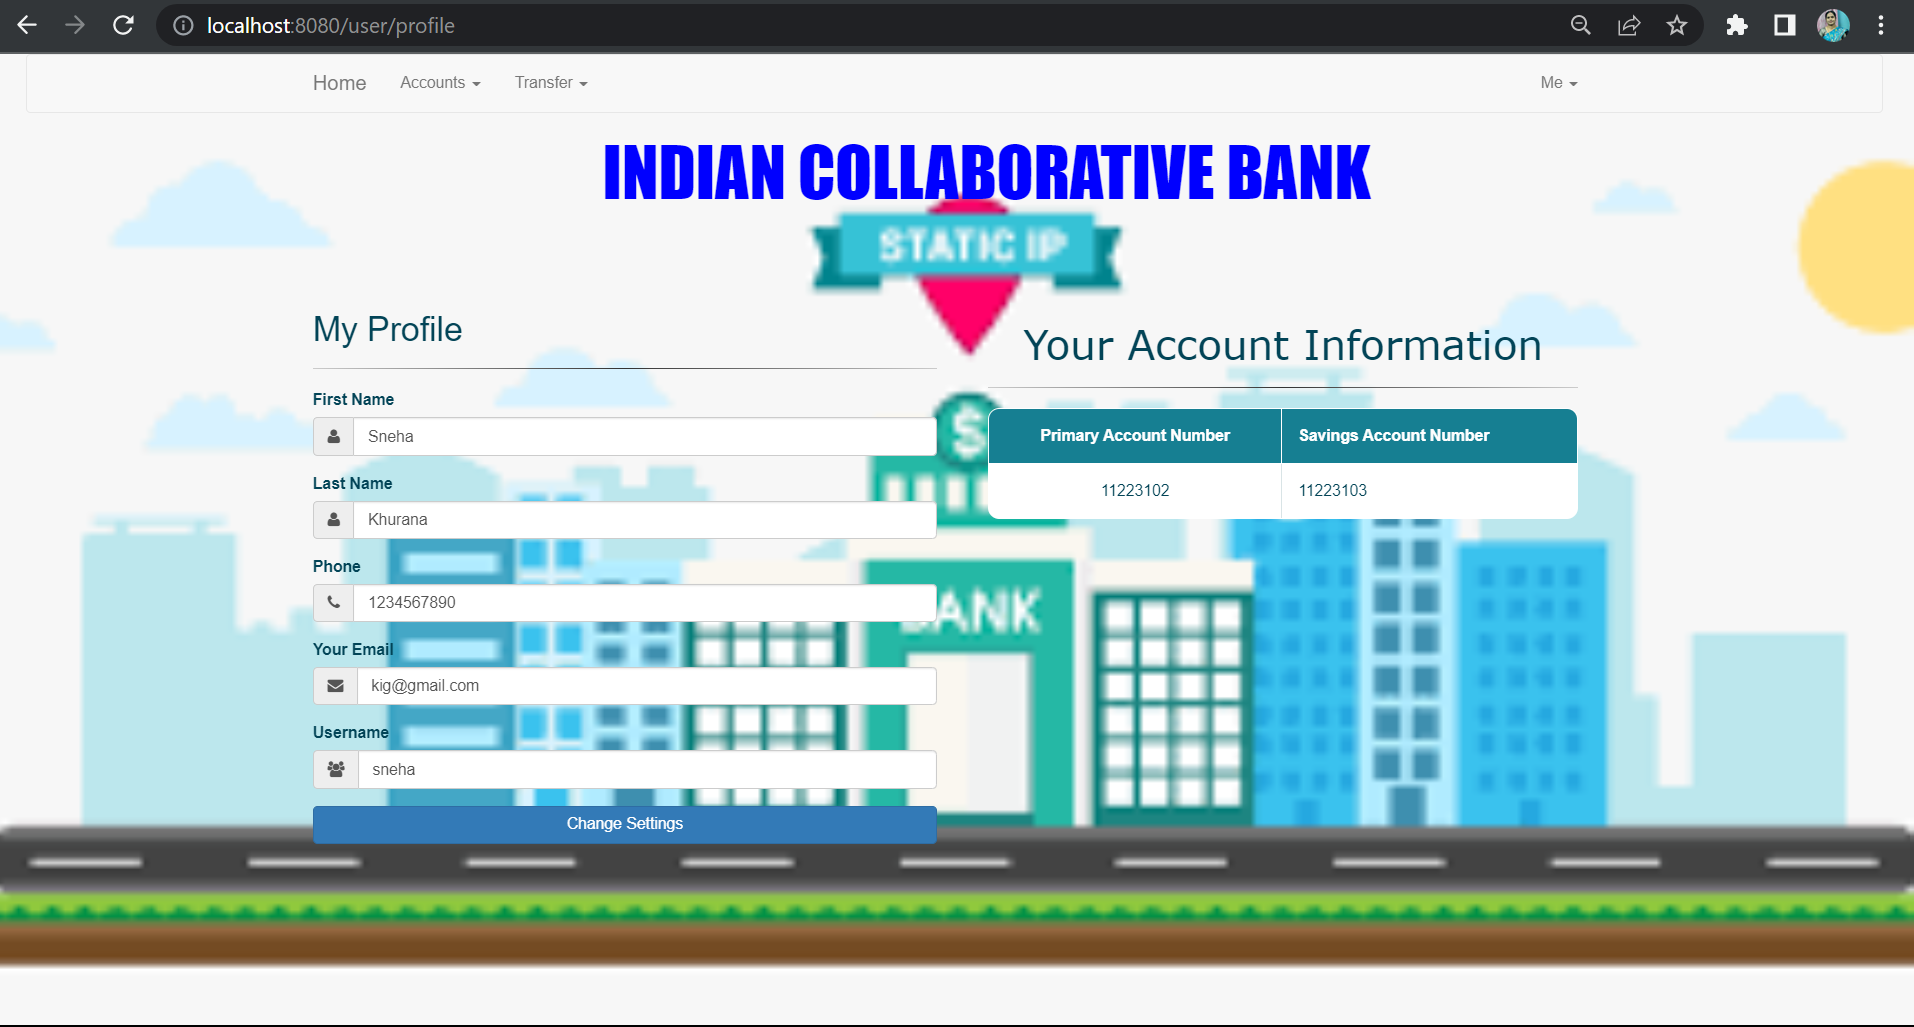 localhost:8080/user/profile
Home Accounts Transfer Me
INDIAN COLLABORATIVE BANK
STATIC IP
My Profile
Your Account Information
First Name
Sneha
Last Name
Khurana
Phone
1234567890
Your Email
kig@gmail.com
Username
sneha
Change Settings
Primary Account Number Savings Account Number
11223102 11223103
$
ANK